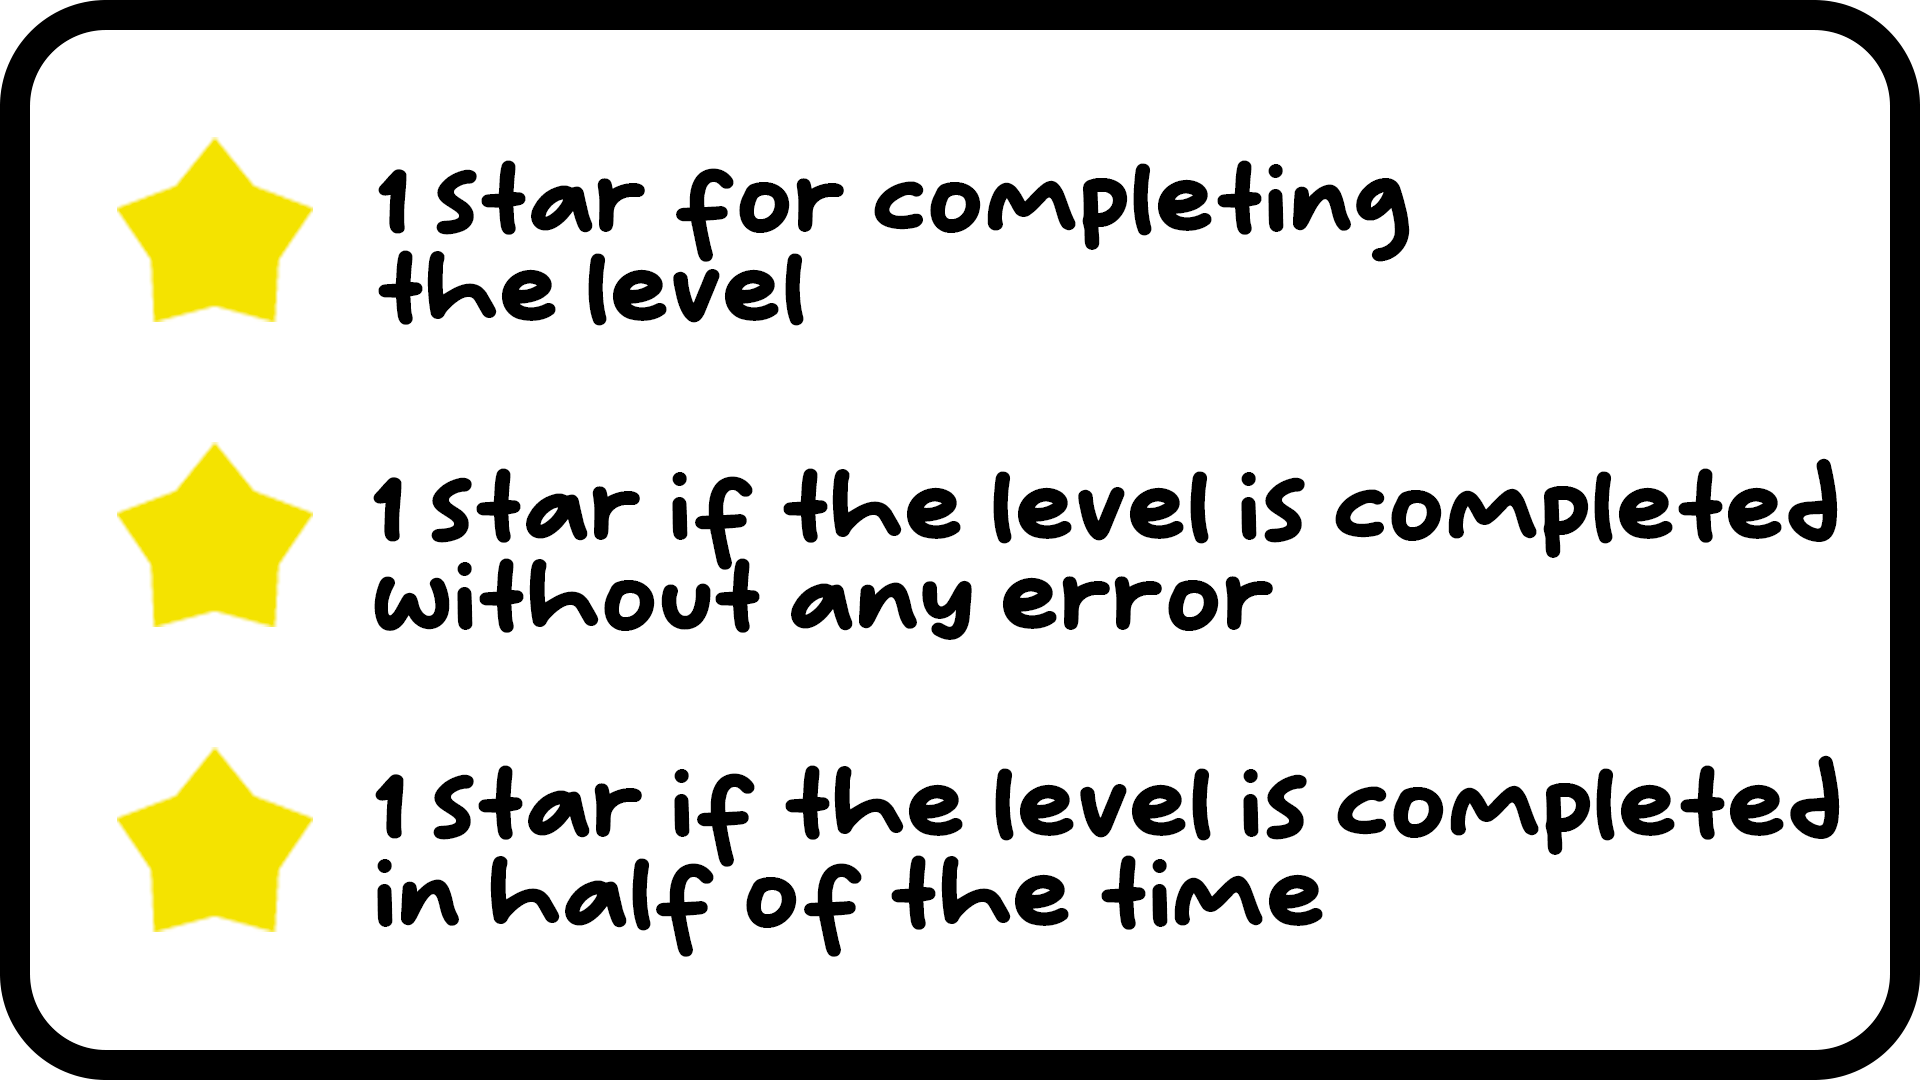 1 star for completing
the level
1 star if the level is completed
without any error
1 star if the level is completed
in half of the time